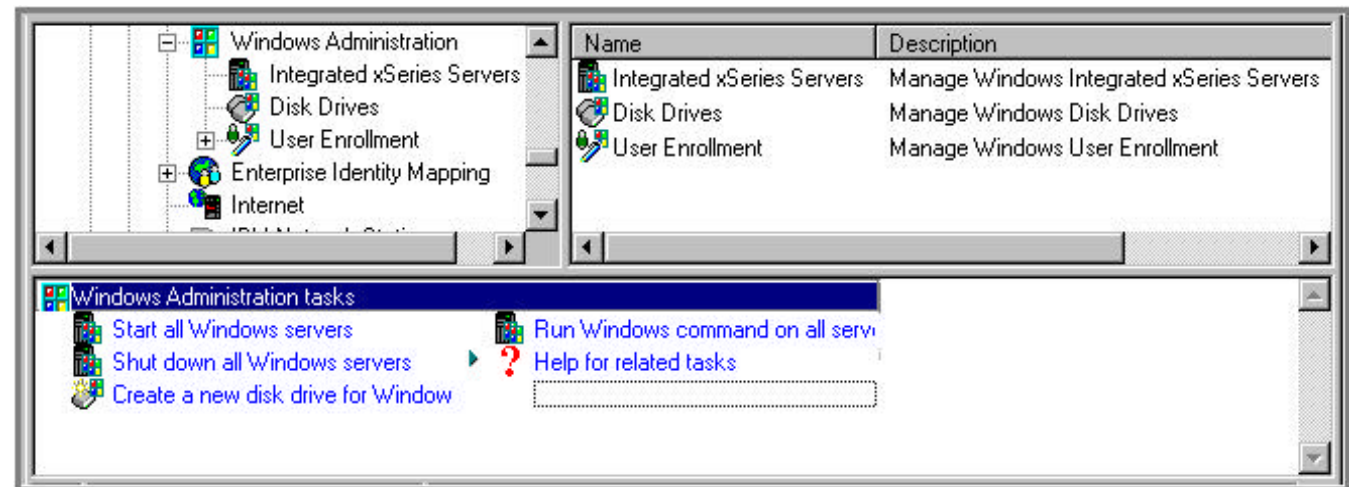 Windows Administration
Integrated xSeries Servers
Disk Drives
User Enrollment
Enterprise Identity Mapping
Internet
Name Description
Integrated xSeries Servers Manage Windows Integrated xSeries Servers
Disk Drives Manage Windows Disk Drives
User Enrollment Manage Windows User Enrollment
Windows Administration tasks
Start all Windows servers
Shut down all Windows servers
Create a new disk drive for Window
Run Windows command on all serv
Help for related tasks